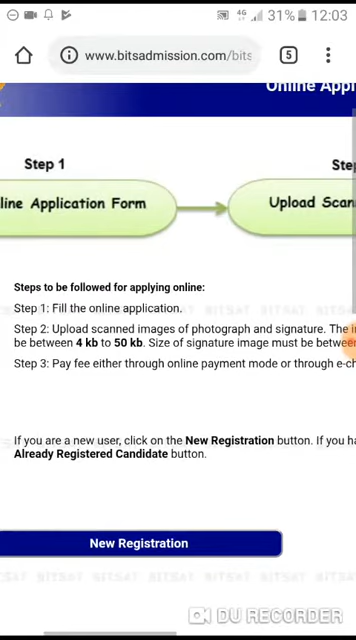 4G 31% 12:03
www.bitsadmission.com/bits 5
Online Appl
Step 1 Step
line Application Form Upload Scan
Steps to be followed for applying online:
Step 1: Fill the online application.
Step 2: Upload scanned images of photograph and signature. The i
be between 4 kb to 50 kb. Size of signature image must be betwee
Step 3: Pay fee either through online payment mode or through e-ch
If you are a new user, click on the New Registration button. If you ha
Already Registered Candidate button.
New Registration
DU RECORDER